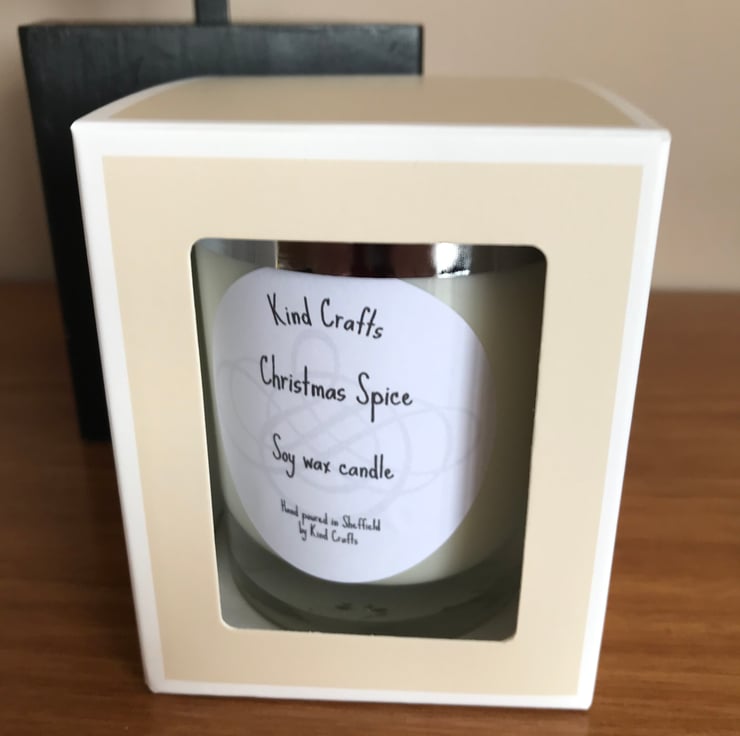 Kind Crafts
Christmas Spice
Soy wax candle
Hand poured in Sheffield
by Kind Crafts